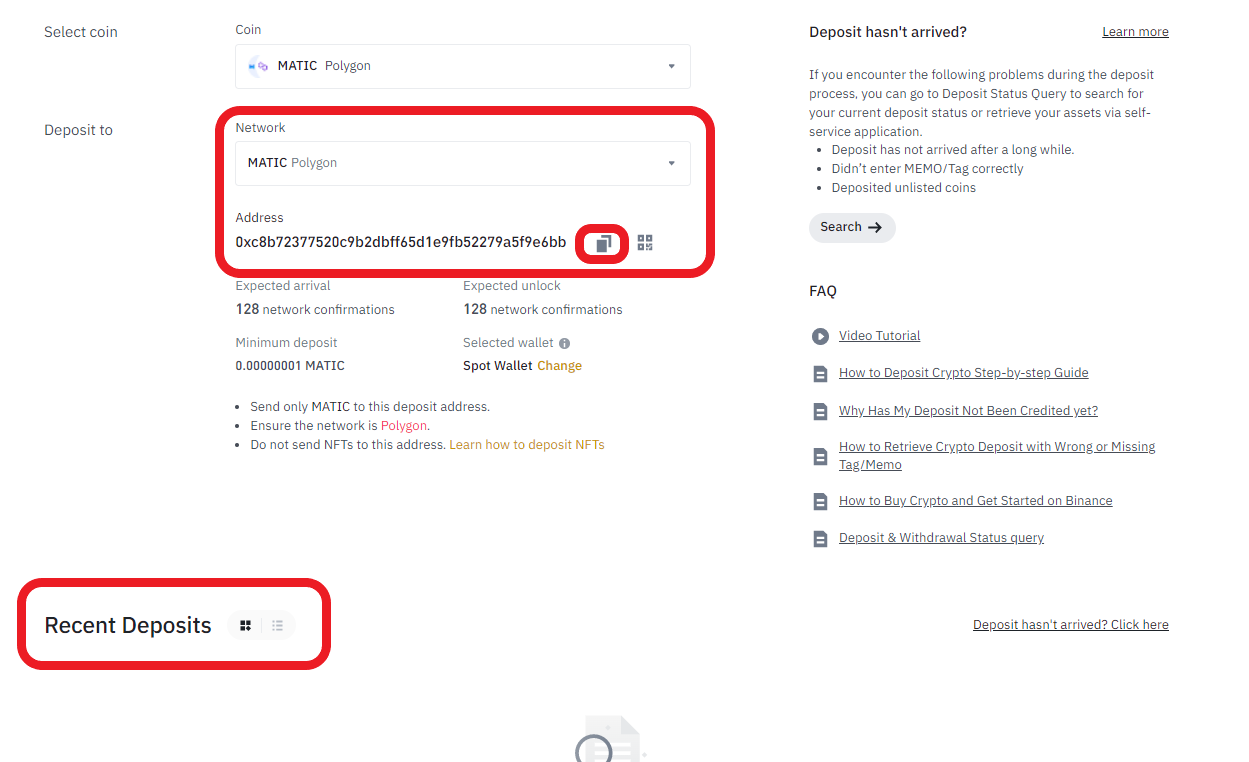 Select coin
Coin
MATIC Polygon
Deposit to
Network
MATIC Polygon
Address
0xc8b72377520c9b2dbff65d1e9fb52279a5f9e6bb
Expected arrival
128 network confirmations
Expected unlock
128 network confirmations
Minimum deposit
0.00000001 MATIC
Selected wallet
Spot Wallet Change
Send only MATIC to this deposit address.
Ensure the network is Polygon.
Do not send NFTs to this address. Learn how to deposit NFTs
Deposit hasn't arrived?
Learn more
If you encounter the following problems during the deposit
process, you can go to Deposit Status Query to search for
your current deposit status or retrieve your assets via self-
service application.
Deposit has not arrived after a long while.
Didn't enter MEMO/Tag correctly
Deposited unlisted coins
Search →
FAQ
Video Tutorial
How to Deposit Crypto Step-by-step Guide
Why Has My Deposit Not Been Credited yet?
How to Retrieve Crypto Deposit with Wrong or Missing
Tag/Memo
How to Buy Crypto and Get Started on Binance
Deposit & Withdrawal Status query
Recent Deposits
Deposit hasn't arrived? Click here